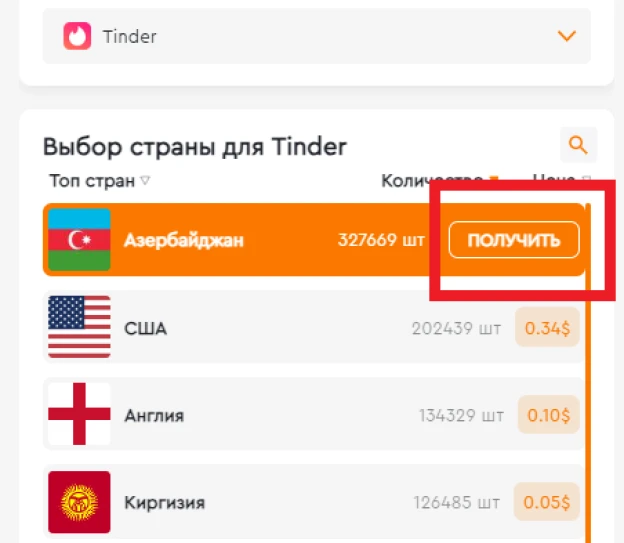 Tinder
Выбор страны для Tinder
Топ стран Количество Цена
Азербайджан 327669 шт ПОЛУЧИТЬ
США 202439 шт 0.34$
Англия 134329 шт 0.10$
Киргизия 126485 шт 0.05$